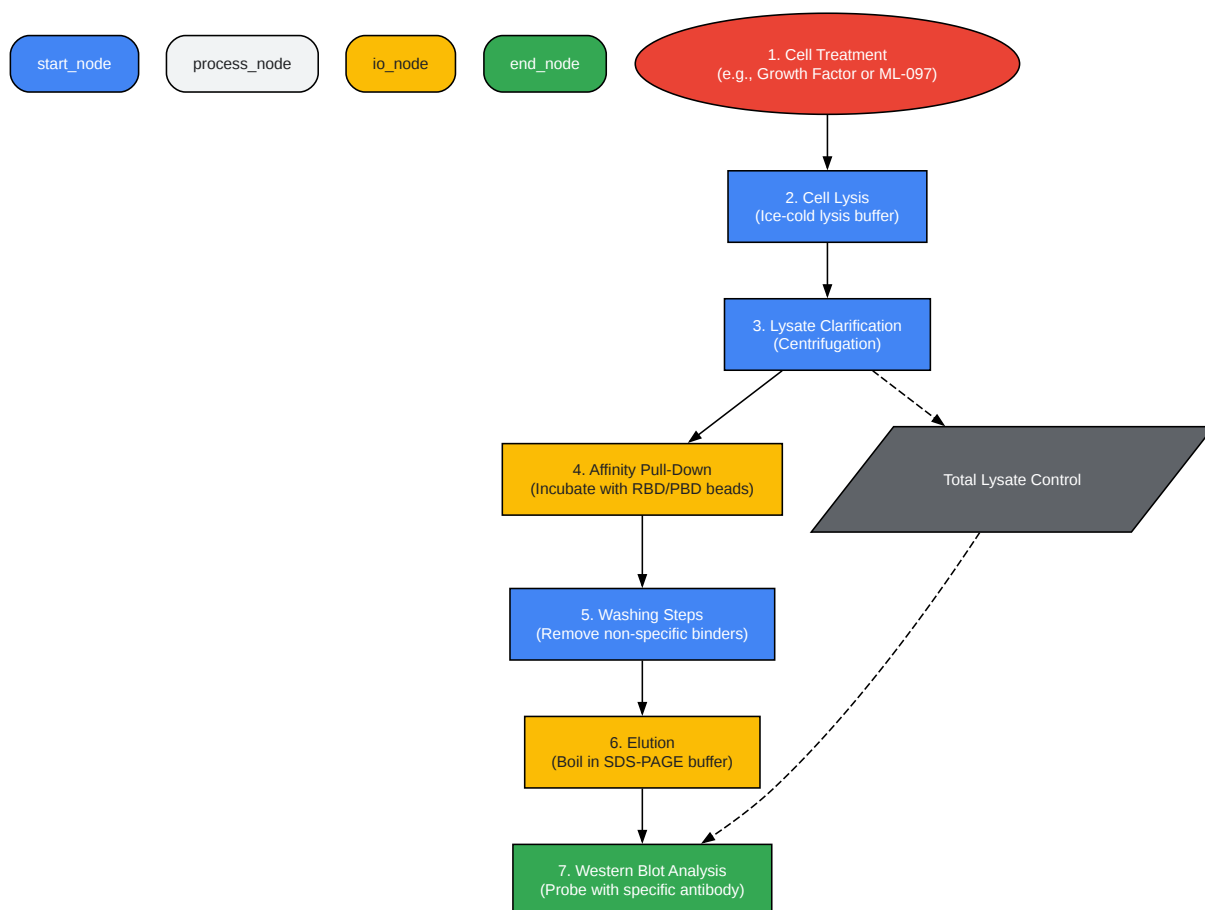 start_node
process_node
io_node
end_node
1. Cell Treatment
(e.g., Growth Factor or ML-097)
2. Cell Lysis
(Ice-cold lysis buffer)
3. Lysate Clarification
(Centrifugation)
4. Affinity Pull-Down
(Incubate with RBD/PBD beads)
Total Lysate Control
5. Washing Steps
(Remove non-specific binders)
6. Elution
(Boil in SDS-PAGE buffer)
7. Western Blot Analysis
(Probe with specific antibody)